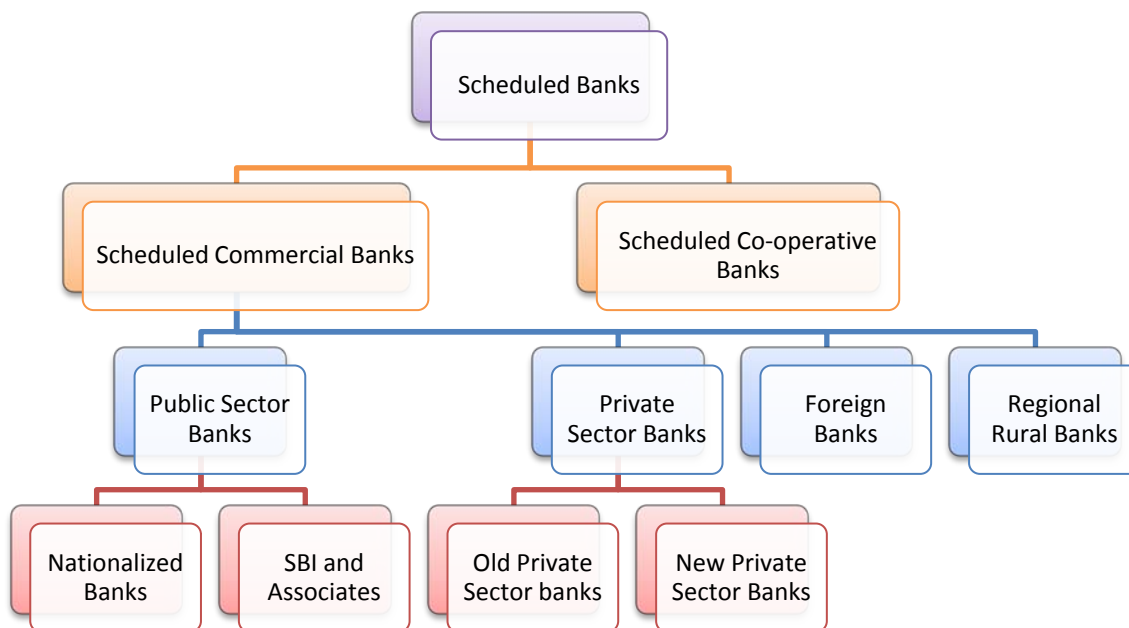 Scheduled Banks
Scheduled Commercial Banks
Scheduled Co-operative
Banks
Public Sector
Banks
Private
Sector Banks
Foreign
Banks
Regional
Rural Banks
Nationalized
Banks
SBI and
Associates
Old Private
Sector banks
New Private
Sector Banks